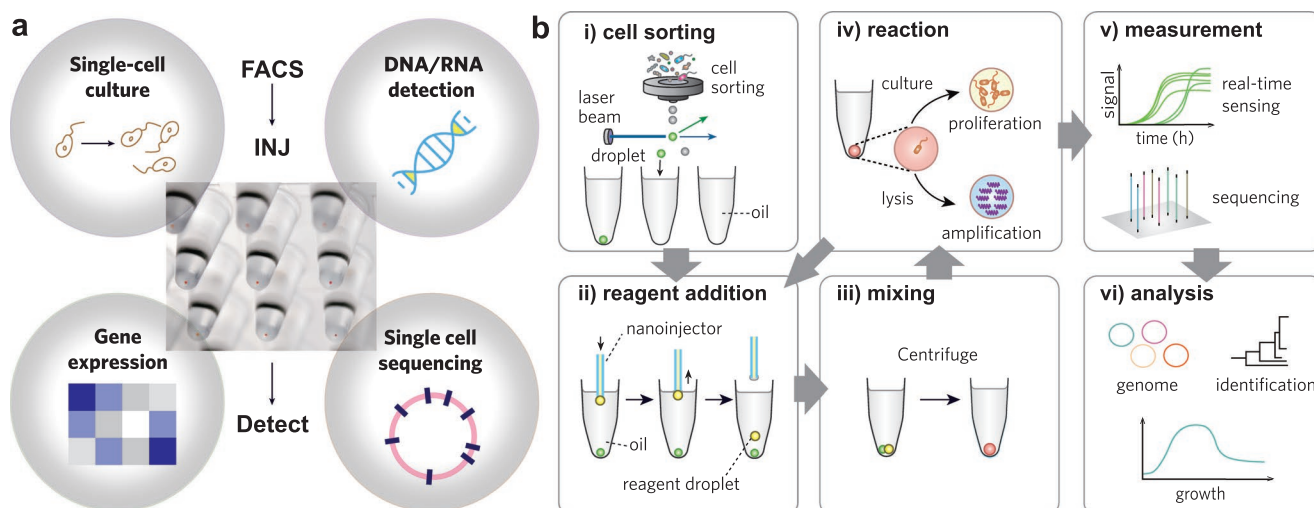 a
Single-cell
culture
FACS
INJ
DNA/RNA
detection
Gene
expression
Detect
Single cell
sequencing
b
i) cell sorting
cell
sorting
laser
beam
droplet
oil
ii) reagent addition
nanoinjector
oil
reagent droplet
iii) mixing
Centrifuge
iv) reaction
culture
proliferation
lysis
amplification
v) measurement
signal
time (h)
real-time
sensing
sequencing
vi) analysis
genome
identification
growth